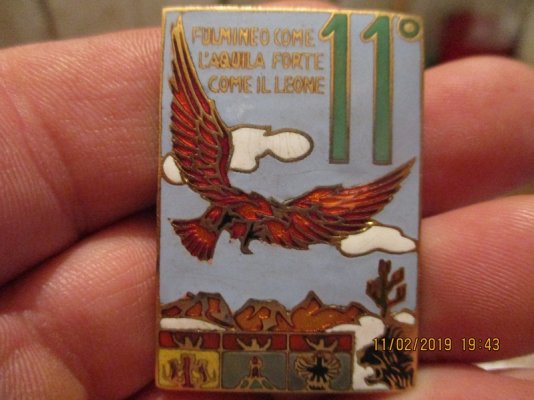 FULMINEO COME
L'AQUILA FORTE
COME IL LEONE
11°
11/02/2019 19:43